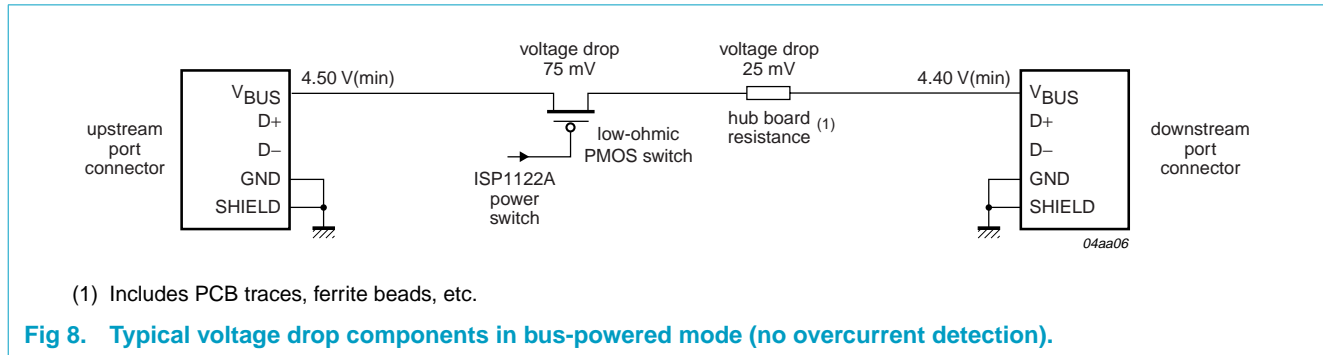 voltage drop
75 mV
voltage drop
25 mV
4.50 V(min)
4.40 V(min)
upstream
port
connector
VBUS
D+
D−
GND
SHIELD
low-ohmic
PMOS switch
ISP1122A
power
switch
hub board
resistance (1)
VBUS
D+
D−
GND
SHIELD
downstream
port
connector
04aa06
(1) Includes PCB traces, ferrite beads, etc.
Fig 8. Typical voltage drop components in bus-powered mode (no overcurrent detection).